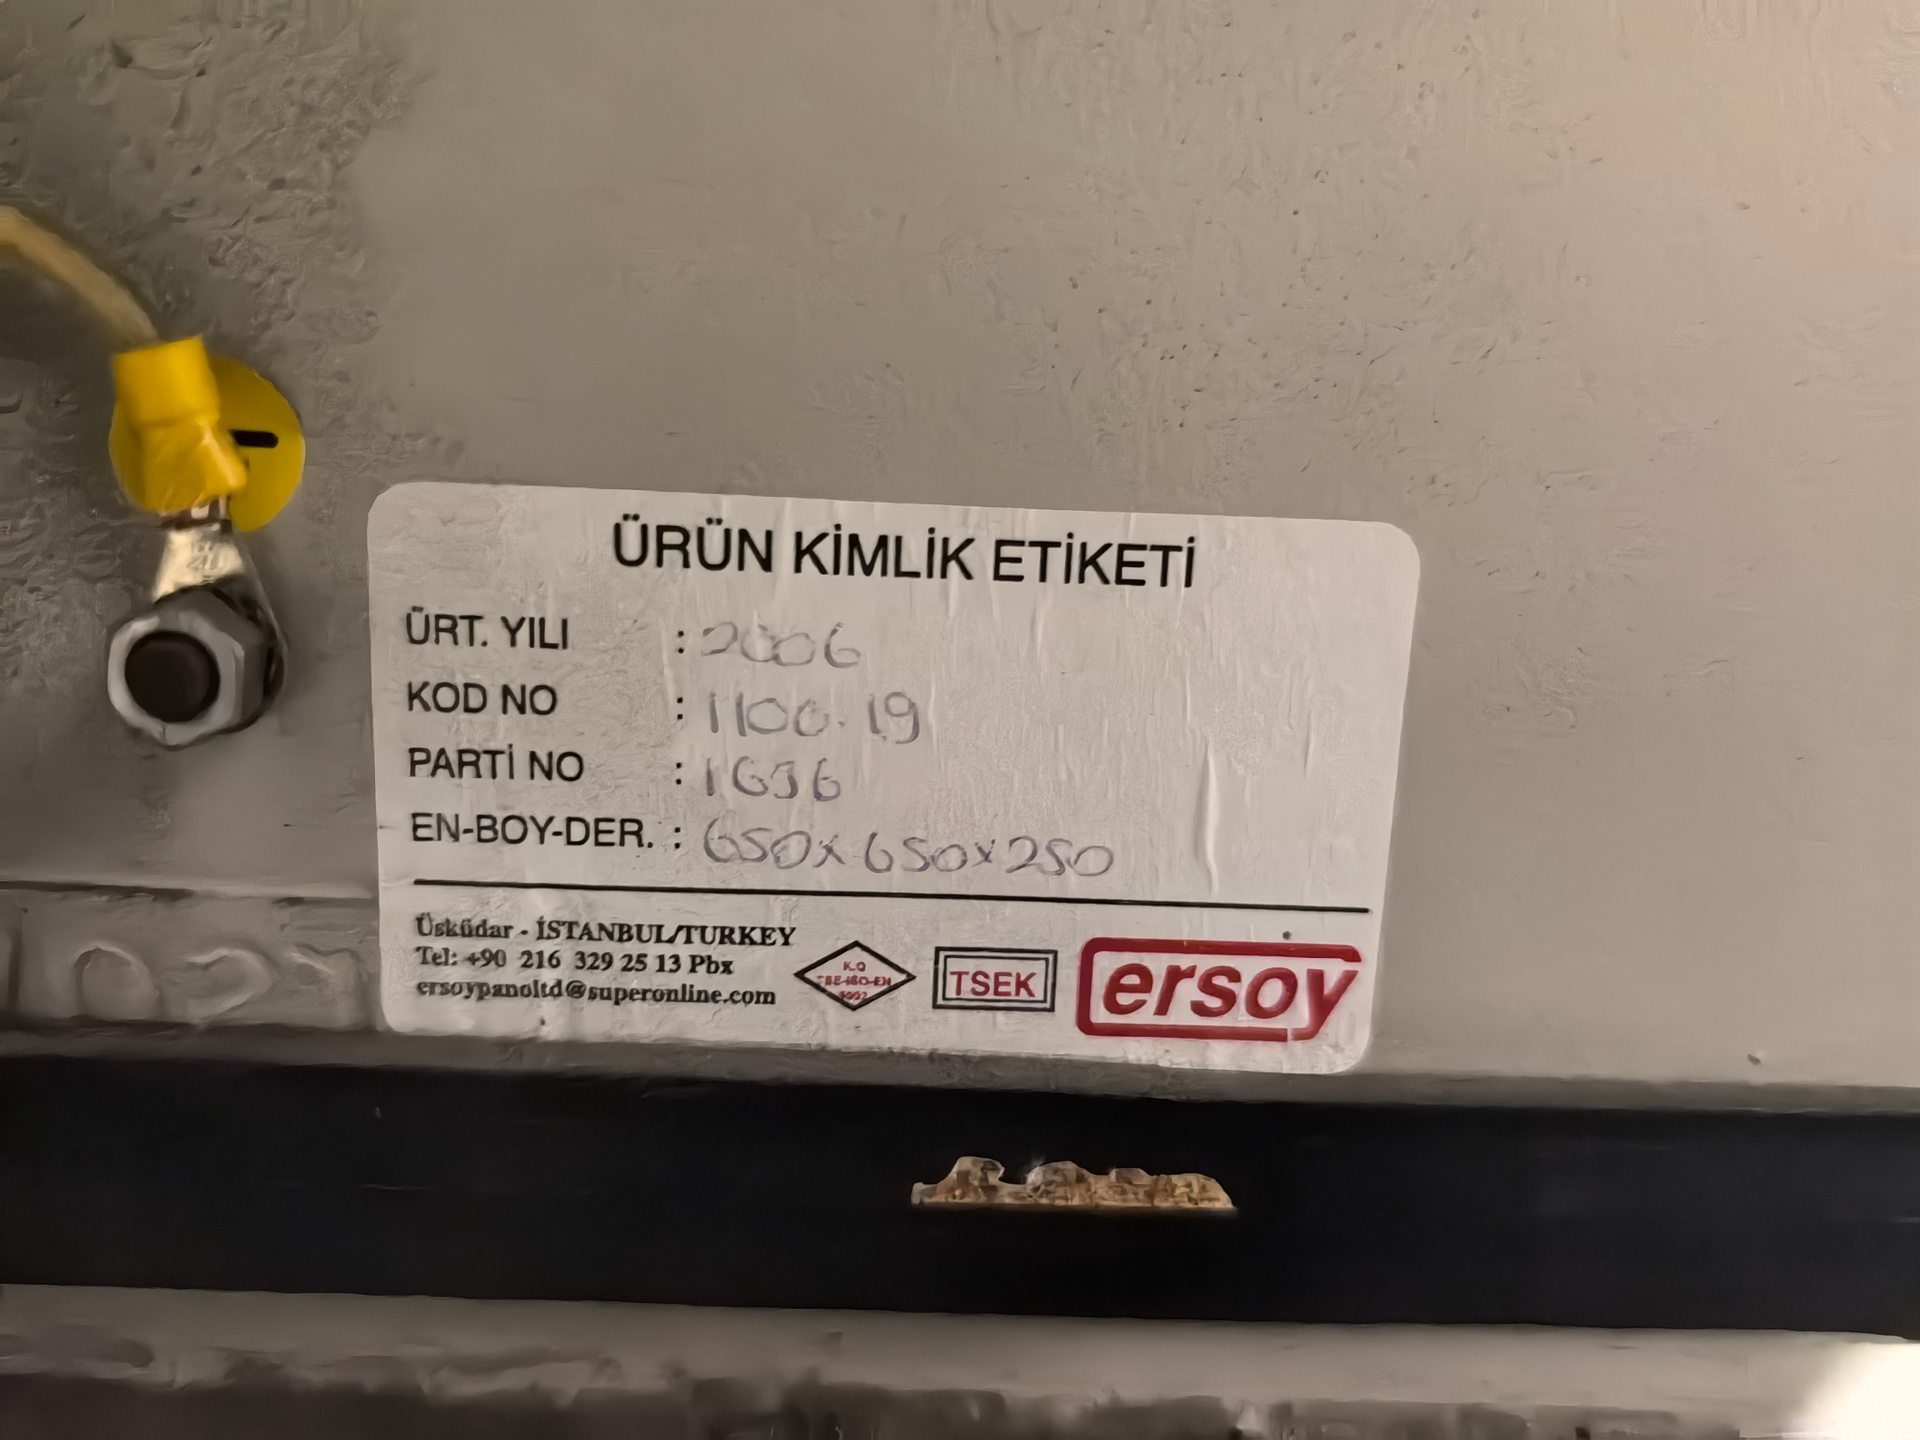 ÜRÜN KİMLİK ETİKETİ
ÜRT. YILI : 2006
KOD NO : 1100.19
PARTİ NO : 1636
EN-BOY-DER. : 650x650x250
Üsküdar - İSTANBUL/TURKEY
Tel: +90 216 329 25 13 Pbx
ersoypanoltd@superonline.com
K.Q
TSEK
ersoy